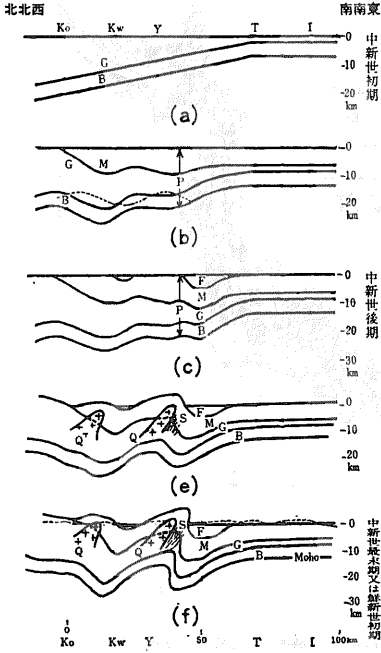 北北西 南南東
Ko Kw Y T I
0
-10
-20
km
G
B
(a)
中新世初期
0
-10
-20
km
G M
P
B
(b)
0
-10
-20
-30
km
F
M
P
G
B
(c)
中新世後期
0
-10
-20
km
Q Q S F M G B
(e)
0
-10
-20
-30
km
Q Q S F M G B Moho
(f)
中新世最末期又は鮮新世初期
0 50 100km
Ko Kw Y T I